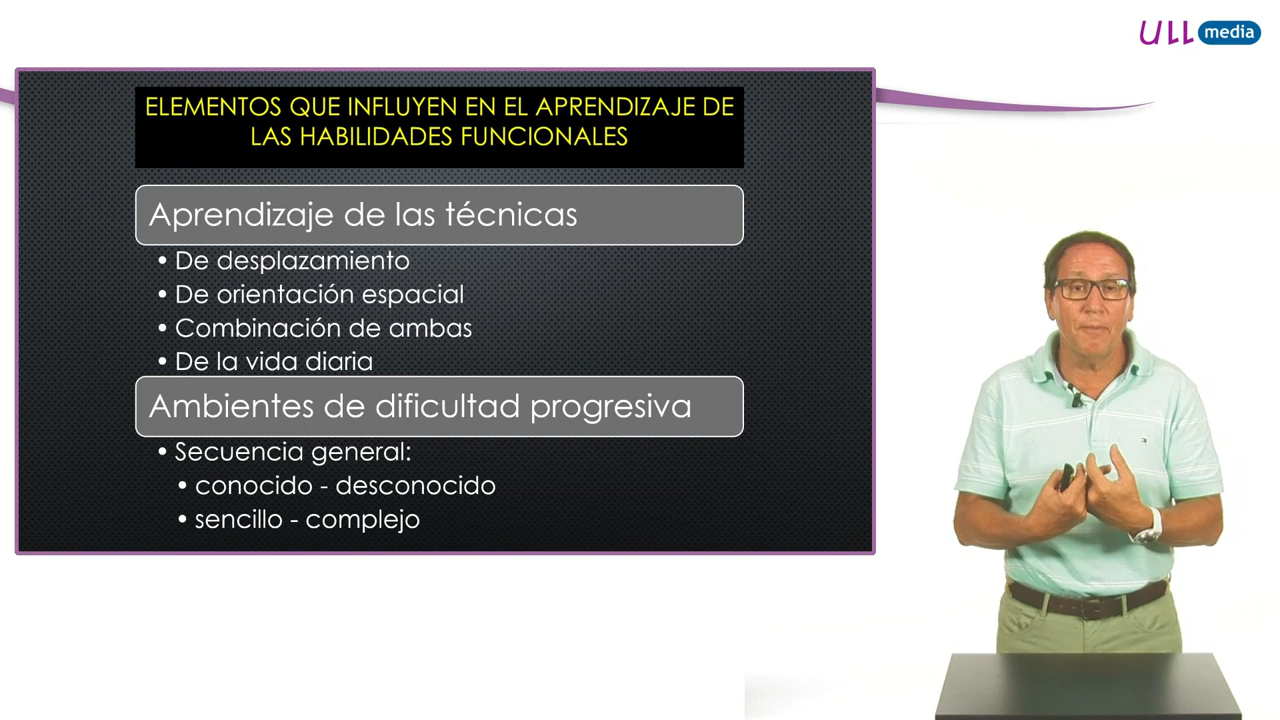 ULL media
ELEMENTOS QUE INFLUYEN EN EL APRENDIZAJE DE
LAS HABILIDADES FUNCIONALES
Aprendizaje de las técnicas
• De desplazamiento
• De orientación espacial
• Combinación de ambas
• De la vida diaria
Ambientes de dificultad progresiva
• Secuencia general:
• conocido - desconocido
• sencillo - complejo